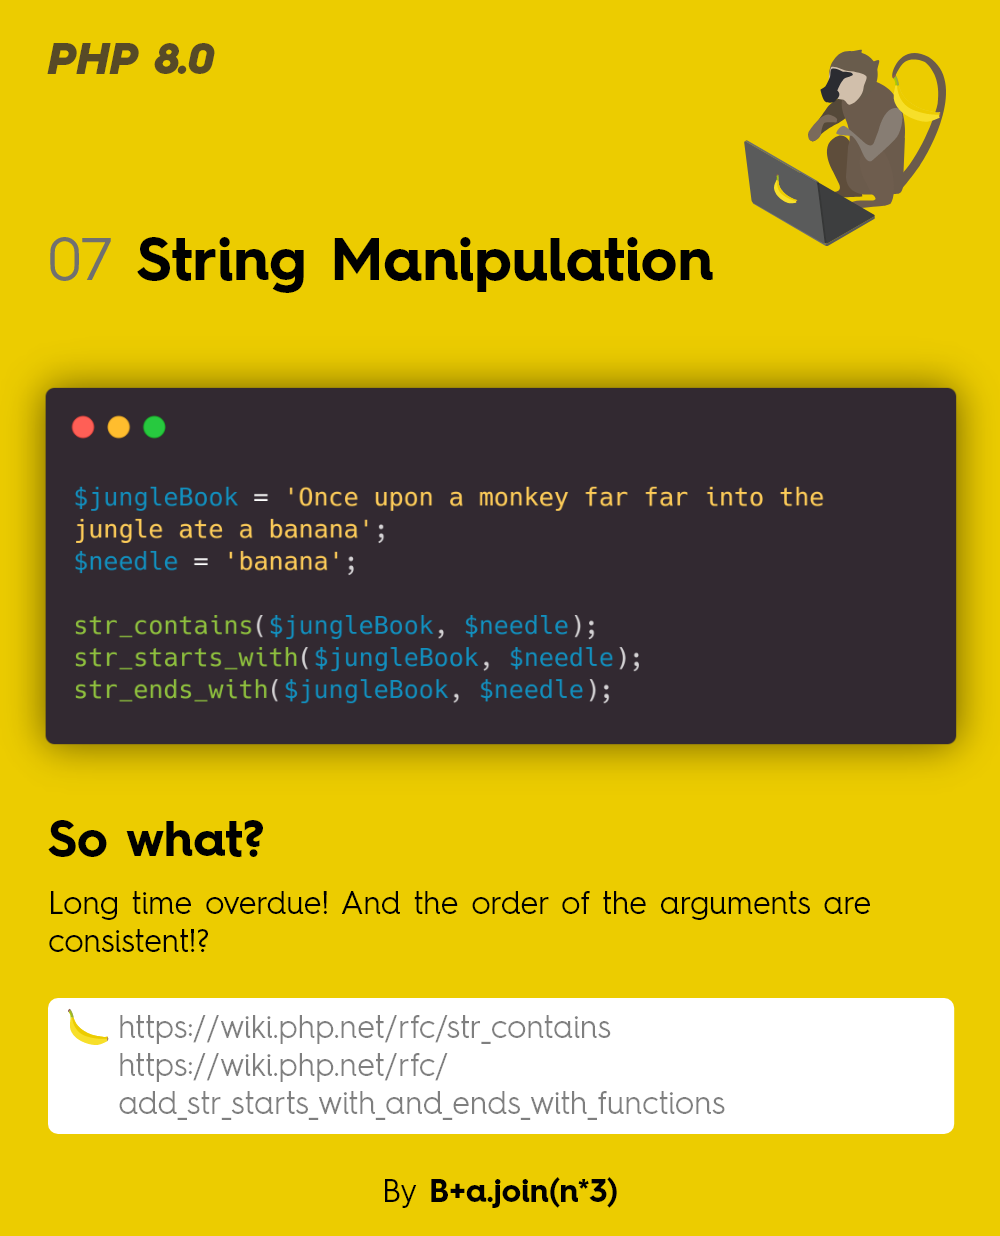 PHP 8.0
07 String Manipulation
$jungleBook = 'Once upon a monkey far far into the
jungle ate a banana';
$needle = 'banana';
str_contains($jungleBook, $needle);
str_starts_with($jungleBook, $needle);
str_ends_with($jungleBook, $needle);
So what?
Long time overdue! And the order of the arguments are
consistent!?
https://wiki.php.net/rfc/str_contains
https://wiki.php.net/rfc/
add_str_starts_with_and_ends_with_functions
By B+a.join(n*3)